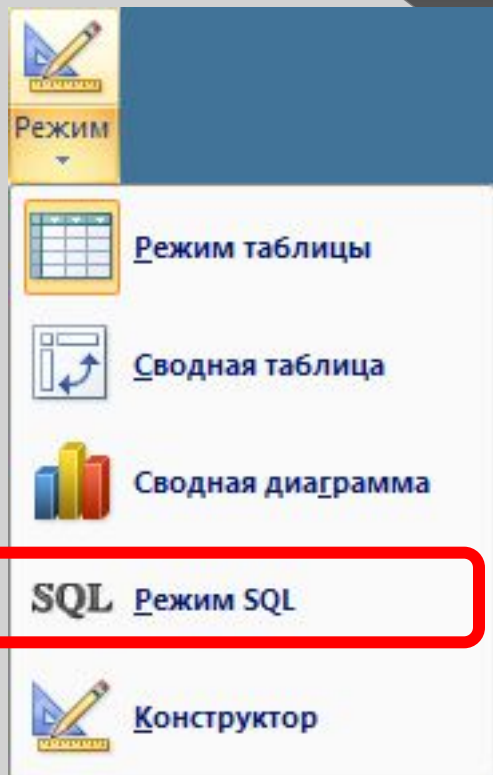 Режим
Режим таблицы
Сводная таблица
Сводная диаграмма
SQL Режим SQL
Конструктор